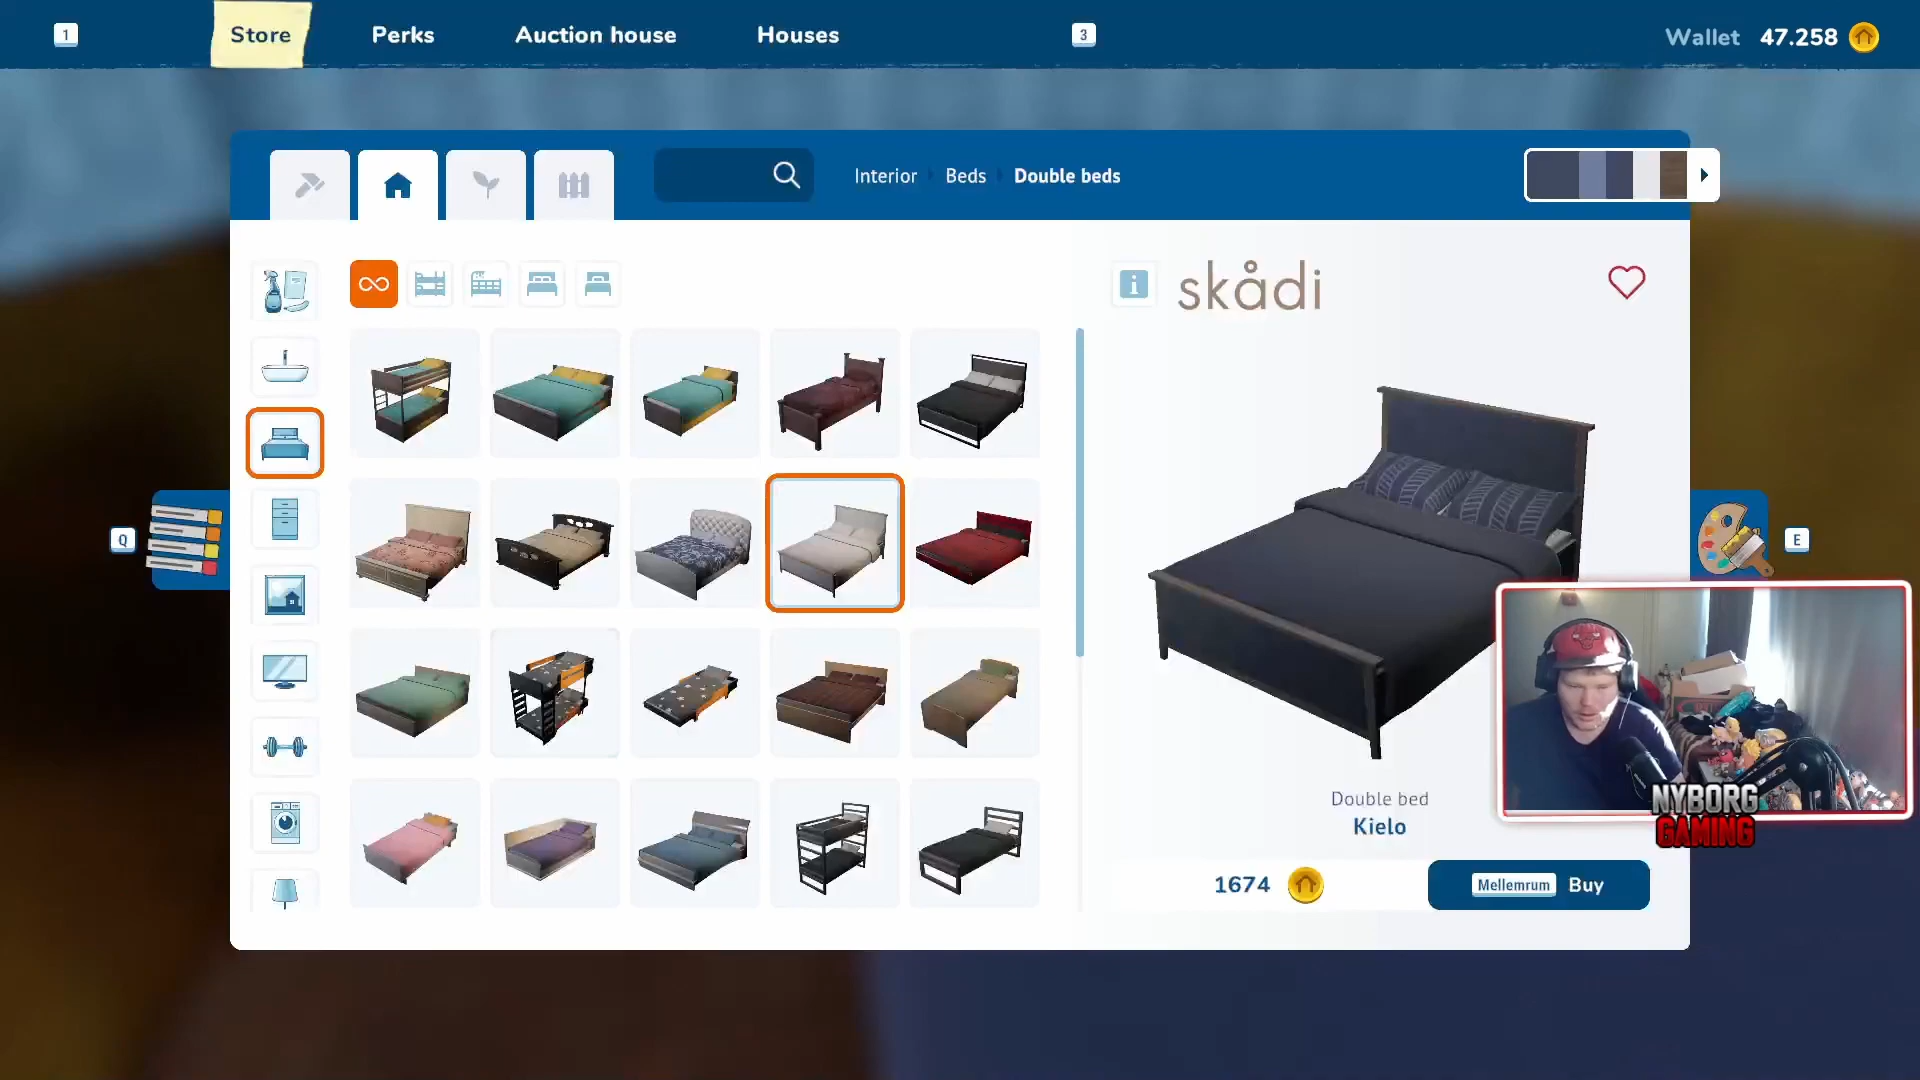 1
Store
Perks
Auction house
Houses
3
Wallet 47.258
Interior
Beds
Double beds
i
skådi
Q
E
NYBORG
GAMING
Double bed
Kielo
1674
Mellemrum
Buy